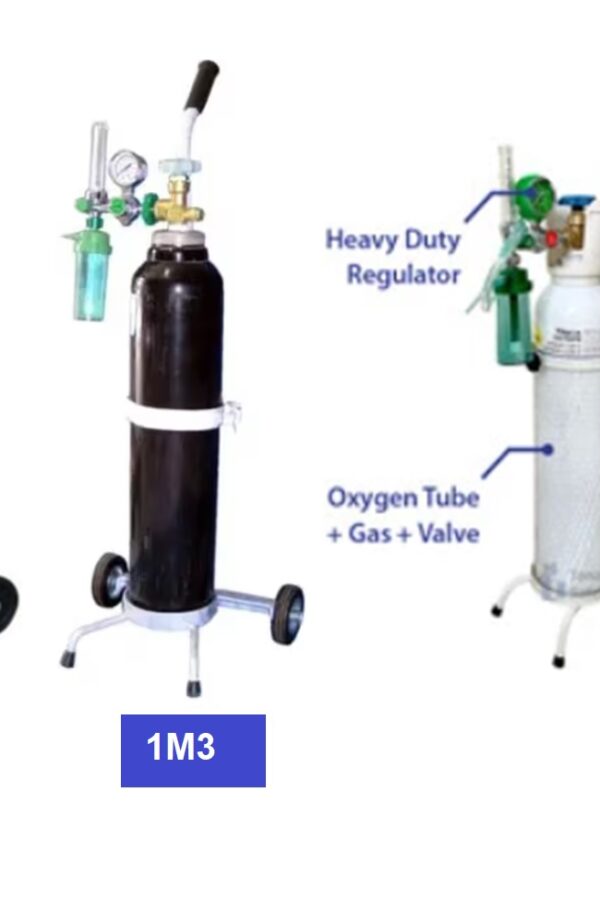 Heavy Duty
Regulator
Oxygen Tube
+ Gas + Valve
1M3